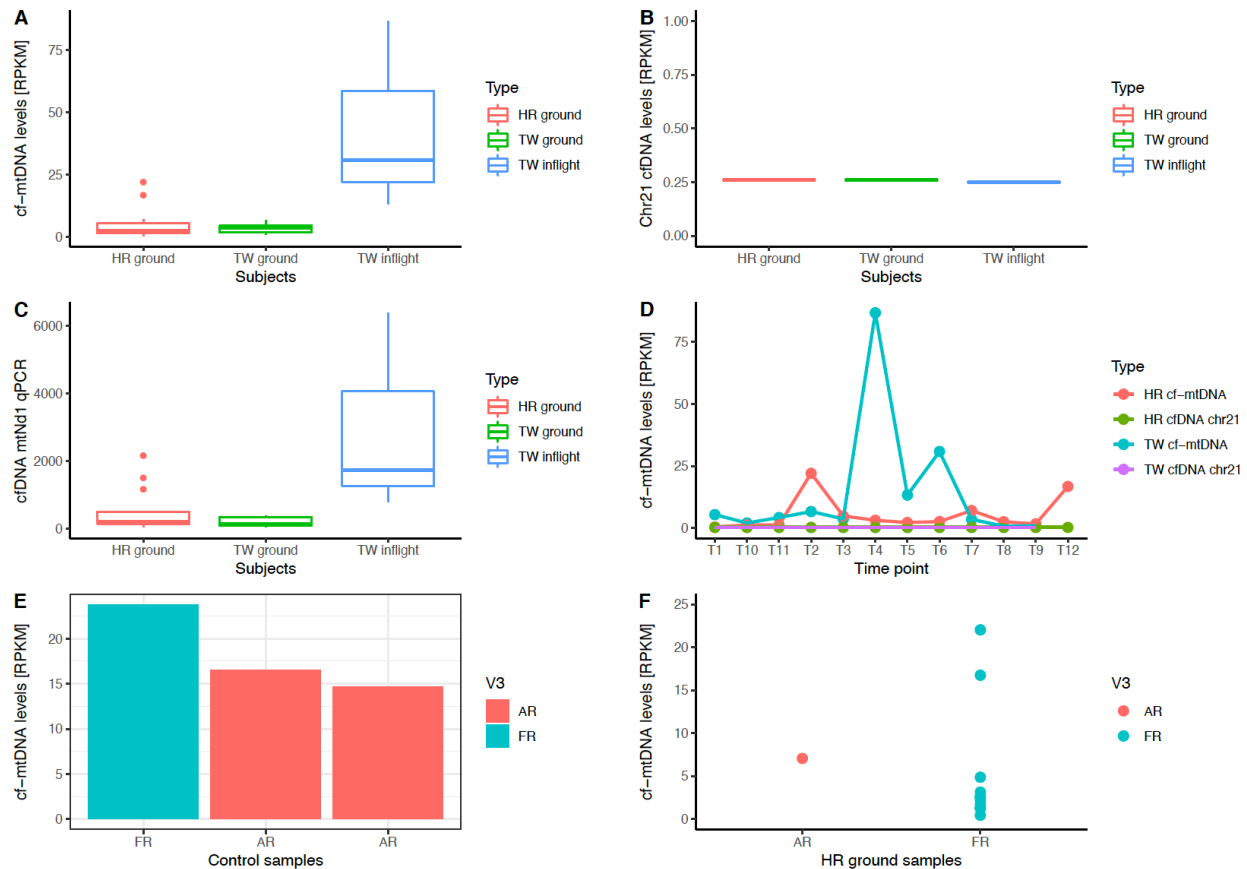 A
cf-mtDNA levels [RPKM]
75
50
25
0
HR ground
TW ground
TW inflight
Subjects
Type
HR ground
TW ground
TW inflight
B
Chr21 cfDNA levels [RPKM]
1.00
0.75
0.50
0.25
0.00
HR ground
TW ground
TW inflight
Subjects
Type
HR ground
TW ground
TW inflight
C
cfDNA mtNd1 qPCR
6000
4000
2000
0
HR ground
TW ground
TW inflight
Subjects
Type
HR ground
TW ground
TW inflight
D
cf-mtDNA levels [RPKM]
75
50
25
0
T1
T10
T11
T2
T3
T4
T5
T6
T7
T8
T9
T12
Time point
Type
HR cf-mtDNA
HR cfDNA chr21
TW cf-mtDNA
TW cfDNA chr21
E
cf-mtDNA levels [RPKM]
20
15
10
5
0
FR
AR
AR
Control samples
V3
AR
FR
F
cf-mtDNA levels [RPKM]
25
20
15
10
5
0
AR
FR
HR ground samples
V3
AR
FR